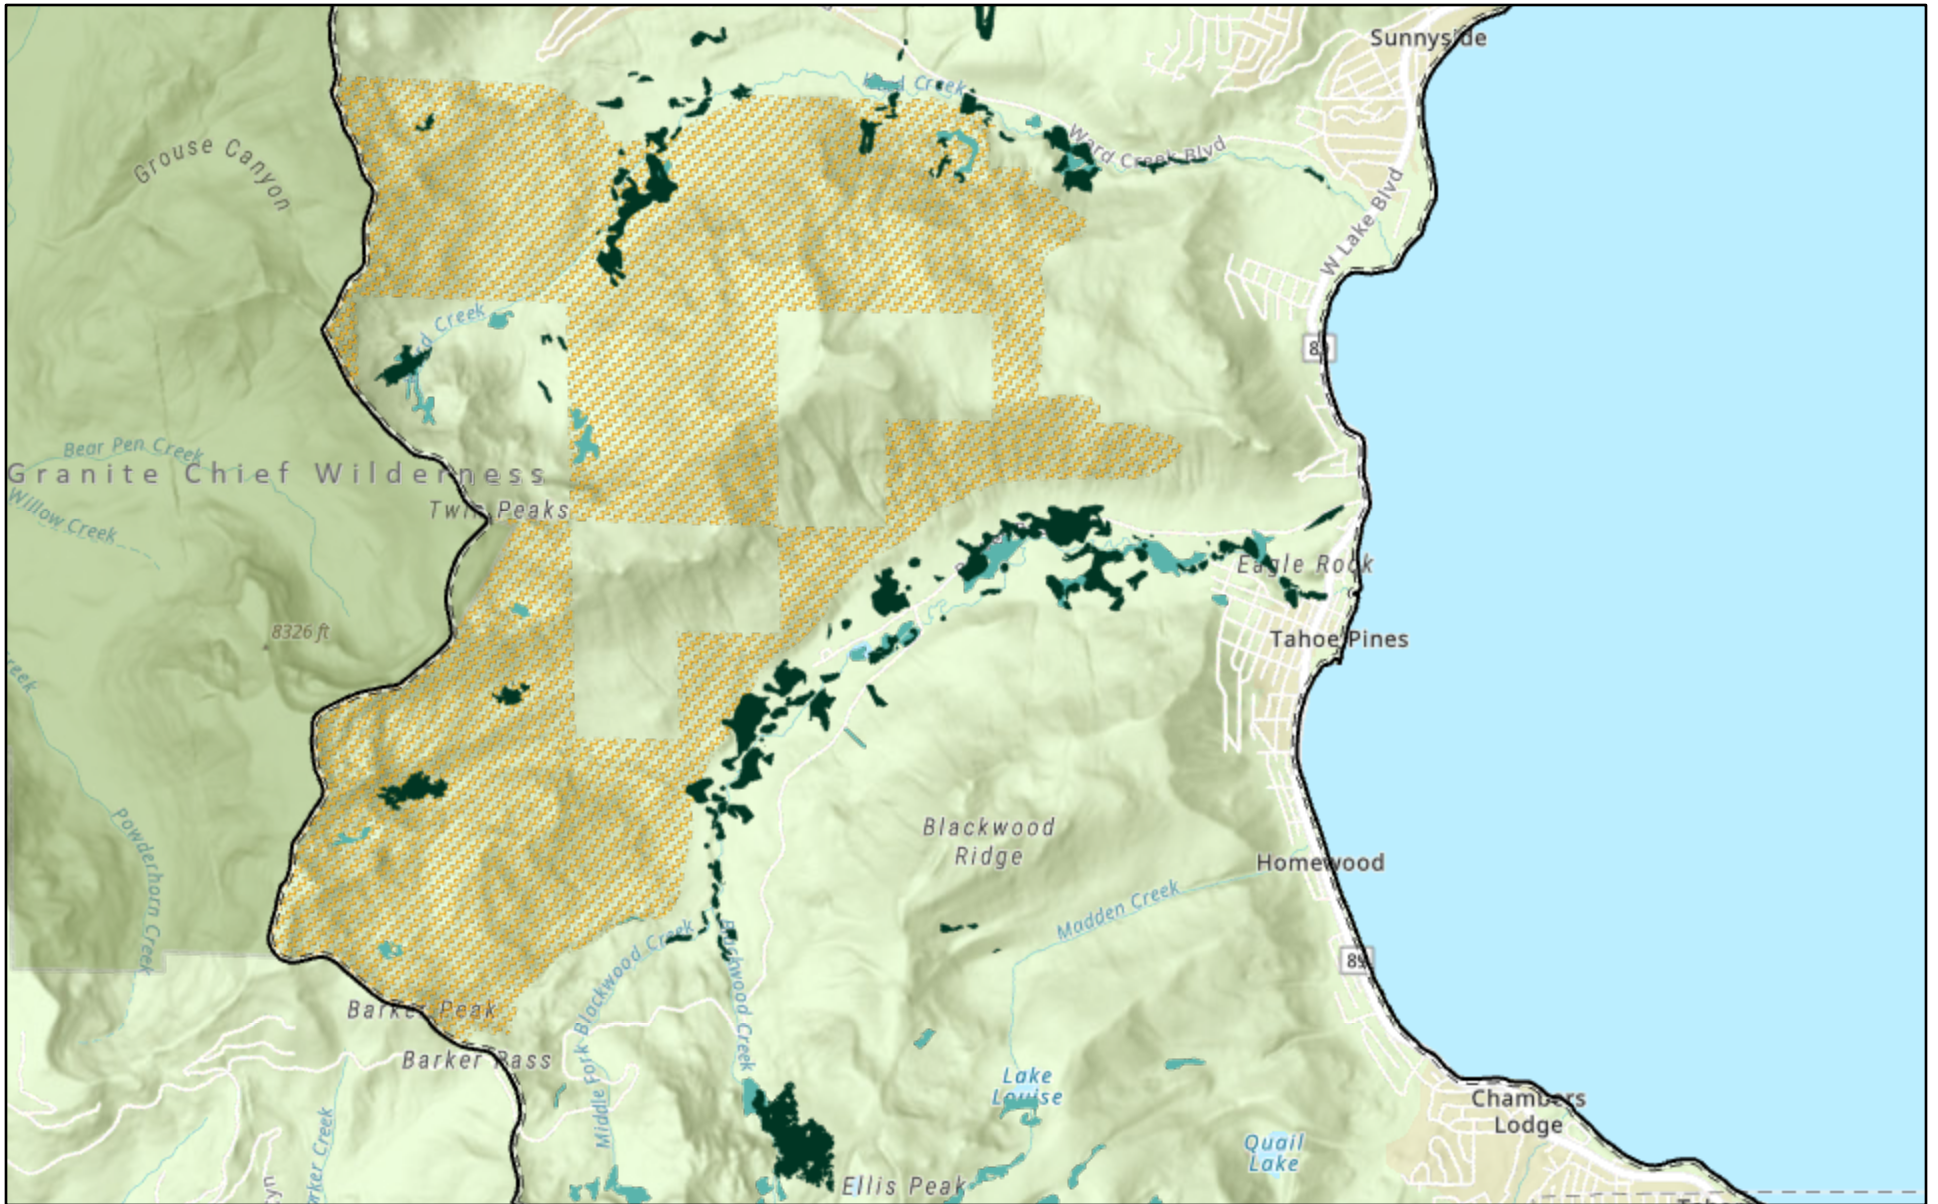 Sunnyside
Creek
Ward Creek Blvd
Grouse Canyon
W Lake Blvd
Creek
Bear Pen Creek
Granite Chief Wilderness
Willow Creek
Twin Peaks
Eagle Rock
8326 ft
Tahoe Pines
Powderhorn Creek
Blackwood
Ridge
Homewood
Madden Creek
Middle Fork Blackwood Creek
Blackwood Creek
89
Barker Peak
Barker Pass
Lake
Louise
Chambers
Lodge
Quail
Lake
Ellis Peak